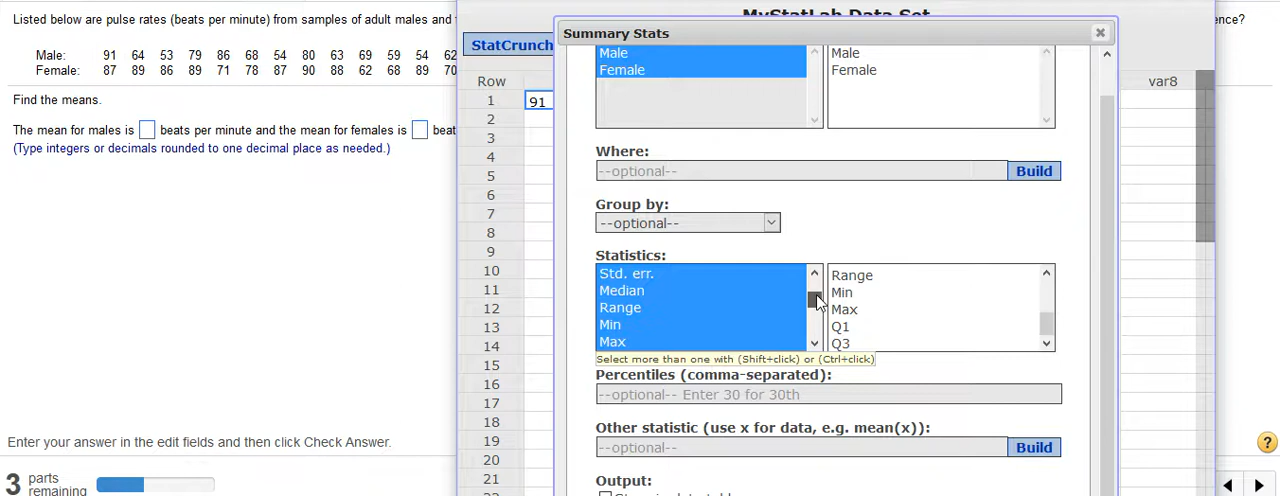 Listed below are pulse rates (beats per minute) from samples of adult males and
ence?
Male: 91 64 53 79 86 68 54 80 63 69 59 54 62
Female: 87 89 86 89 71 78 87 90 88 62 68 89 70
Find the means.
The mean for males is beats per minute and the mean for females is beat
(Type integers or decimals rounded to one decimal place as needed.)
Enter your answer in the edit fields and then click Check Answer.
3 parts remaining
MyStatLab Data Set
StatCrunch
Row
var8
1
91
2
3
4
5
6
7
8
9
10
11
12
13
14
15
16
17
18
19
20
21
Summary Stats
Male
Female
Male
Female
Where:
--optional--
Build
Group by:
--optional--
Statistics:
Std. err.
Median
Range
Min
Max
Range
Min
Max
Q1
Q3
Select more than one with (Shift+click) or (Ctrl+click)
Percentiles (comma-separated):
--optional-- Enter 30 for 30th
Other statistic (use x for data, e.g. mean(x)):
--optional--
Build
Output:
?